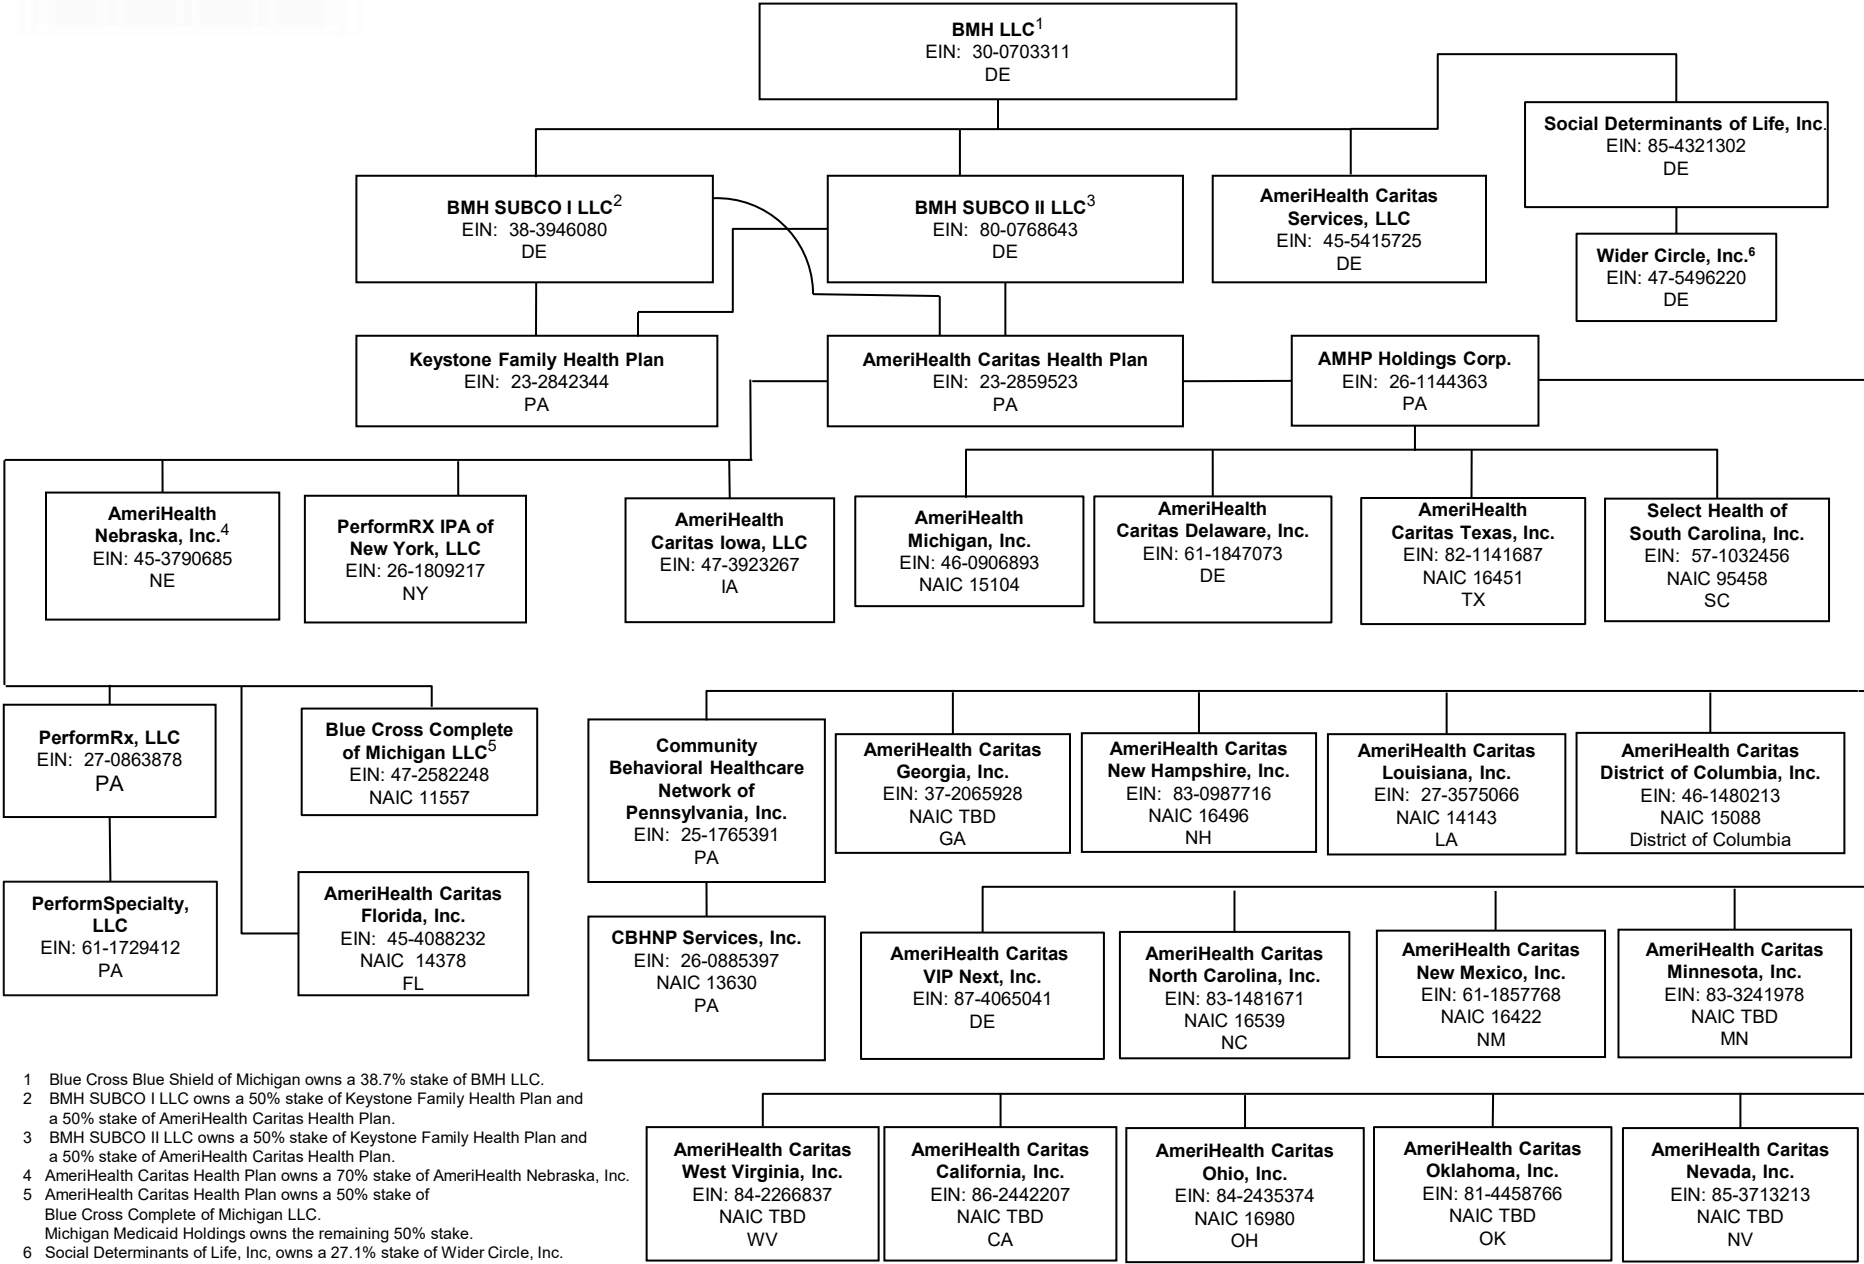 BMH LLC1
EIN: 30-0703311
DE
Social Determinants of Life, Inc.
EIN: 85-4321302
DE
BMH SUBCO I LLC2
EIN: 38-3946080
DE
BMH SUBCO II LLC3
EIN: 80-0768643
DE
AmeriHealth Caritas
Services, LLC
EIN: 45-5415725
DE
Wider Circle, Inc.6
EIN: 47-5496220
DE
Keystone Family Health Plan
EIN: 23-2842344
PA
AmeriHealth Caritas Health Plan
EIN: 23-2859523
PA
AMHP Holdings Corp.
EIN: 26-1144363
PA
AmeriHealth
Nebraska, Inc.4
EIN: 45-3790685
NE
PerformRX IPA of
New York, LLC
EIN: 26-1809217
NY
AmeriHealth
Caritas Iowa, LLC
EIN: 47-3923267
IA
AmeriHealth
Michigan, Inc.
EIN: 46-0906893
NAIC 15104
AmeriHealth
Caritas Delaware, Inc.
EIN: 61-1847073
DE
AmeriHealth
Caritas Texas, Inc.
EIN: 82-1141687
NAIC 16451
TX
Select Health of
South Carolina, Inc.
EIN: 57-1032456
NAIC 95458
SC
PerformRx, LLC
EIN: 27-0863878
PA
Blue Cross Complete
of Michigan LLC5
EIN: 47-2582248
NAIC 11557
Community
Behavioral Healthcare
Network of
Pennsylvania, Inc.
EIN: 25-1765391
PA
AmeriHealth Caritas
Georgia, Inc.
EIN: 37-2065928
NAIC TBD
GA
AmeriHealth Caritas
New Hampshire, Inc.
EIN: 83-0987716
NAIC 16496
NH
AmeriHealth Caritas
Louisiana, Inc.
EIN: 27-3575066
NAIC 14143
LA
AmeriHealth Caritas
District of Columbia, Inc.
EIN: 46-1480213
NAIC 15088
District of Columbia
PerformSpecialty,
LLC
EIN: 61-1729412
PA
AmeriHealth Caritas
Florida, Inc.
EIN: 45-4088232
NAIC 14378
FL
CBHNP Services, Inc.
EIN: 26-0885397
NAIC 13630
PA
AmeriHealth Caritas
VIP Next, Inc.
EIN: 87-4065041
DE
AmeriHealth Caritas
North Carolina, Inc.
EIN: 83-1481671
NAIC 16539
NC
AmeriHealth Caritas
New Mexico, Inc.
EIN: 61-1857768
NAIC 16422
NM
AmeriHealth Caritas
Minnesota, Inc.
EIN: 83-3241978
NAIC TBD
MN
AmeriHealth Caritas
West Virginia, Inc.
EIN: 84-2266837
NAIC TBD
WV
AmeriHealth Caritas
California, Inc.
EIN: 86-2442207
NAIC TBD
CA
AmeriHealth Caritas
Ohio, Inc.
EIN: 84-2435374
NAIC 16980
OH
AmeriHealth Caritas
Oklahoma, Inc.
EIN: 81-4458766
NAIC TBD
OK
AmeriHealth Caritas
Nevada, Inc.
EIN: 85-3713213
NAIC TBD
NV
1 Blue Cross Blue Shield of Michigan owns a 38.7% stake of BMH LLC.
2 BMH SUBCO I LLC owns a 50% stake of Keystone Family Health Plan and
a 50% stake of AmeriHealth Caritas Health Plan.
3 BMH SUBCO II LLC owns a 50% stake of Keystone Family Health Plan and
a 50% stake of AmeriHealth Caritas Health Plan.
4 AmeriHealth Caritas Health Plan owns a 70% stake of AmeriHealth Nebraska, Inc.
5 AmeriHealth Caritas Health Plan owns a 50% stake of
Blue Cross Complete of Michigan LLC.
Michigan Medicaid Holdings owns the remaining 50% stake.
6 Social Determinants of Life, Inc, owns a 27.1% stake of Wider Circle, Inc.